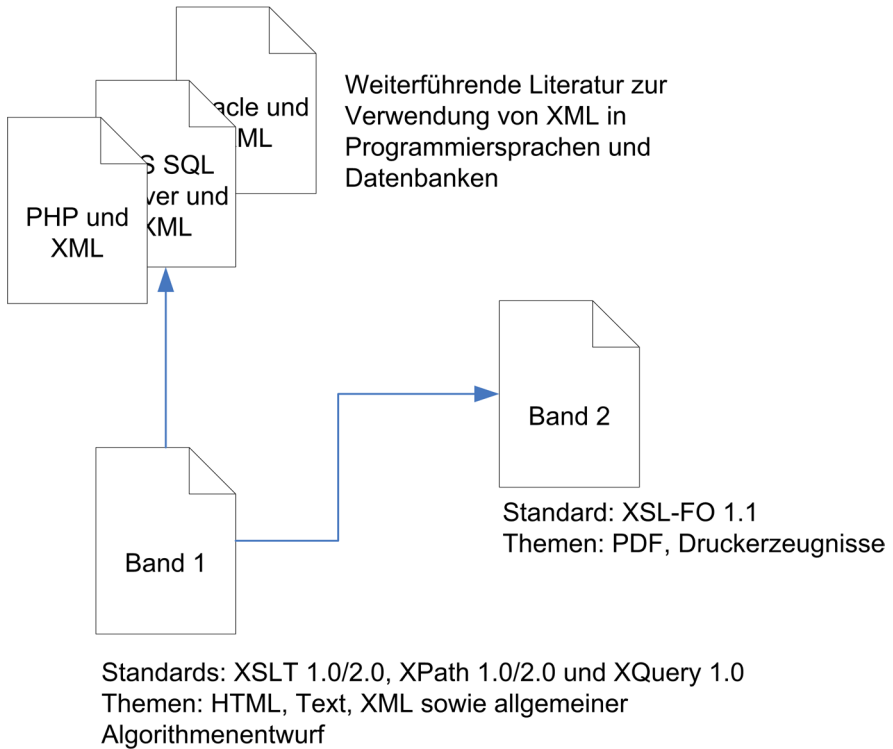 acle und
ML
S SQL
ver und
XML
PHP und
XML
Weiterführende Literatur zur
Verwendung von XML in
Programmiersprachen und
Datenbanken
Band 2
Standard: XSL-FO 1.1
Themen: PDF, Druckerzeugnisse
Band 1
Standards: XSLT 1.0/2.0, XPath 1.0/2.0 und XQuery 1.0
Themen: HTML, Text, XML sowie allgemeiner
Algorithmenentwurf